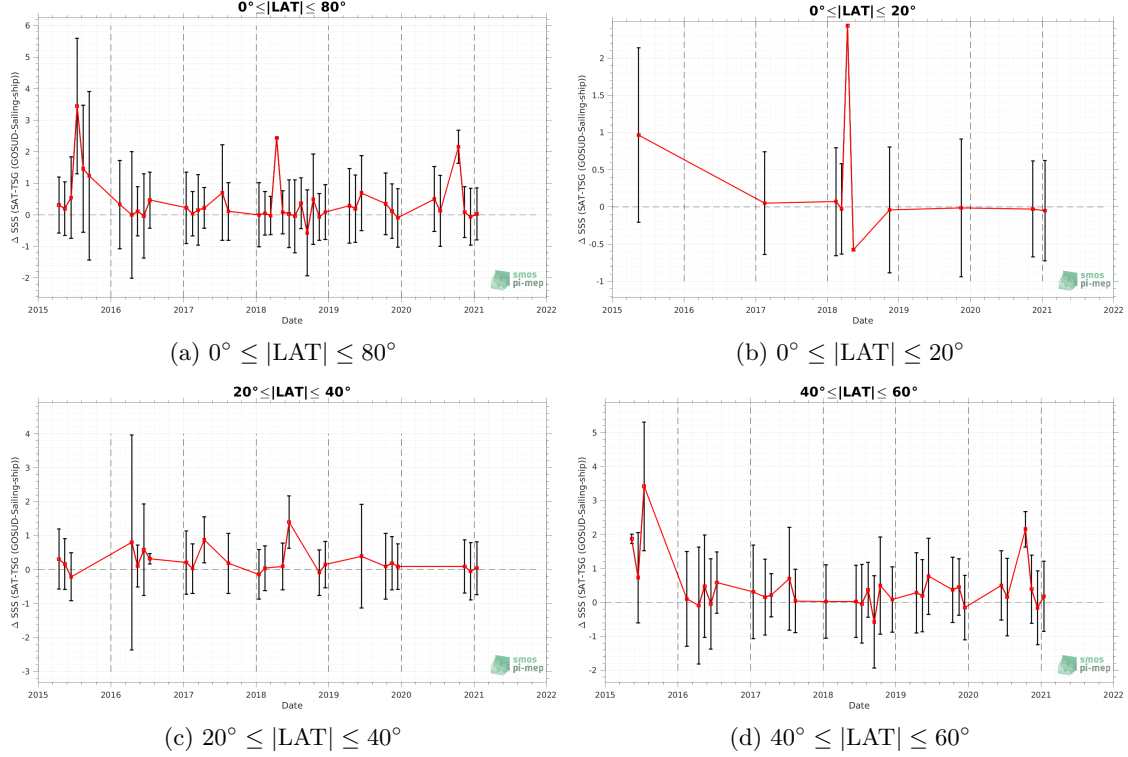 0°≤|LAT|≤ 80°
Δ SSS (SAT-TSG (GOSUD-Sailing-ship))
6
5
4
3
2
1
0
-1
-2
2015 2016 2017 2018 2019 2020 2021 2022
Date
smos
pi-mep
(a) 0° ≤ |LAT| ≤ 80°
0°≤|LAT|≤ 20°
Δ SSS (SAT-TSG (GOSUD-Sailing-ship))
2
1.5
1
0.5
0
-0.5
-1
2015 2016 2017 2018 2019 2020 2021 2022
Date
smos
pi-mep
(b) 0° ≤ |LAT| ≤ 20°
20°≤|LAT|≤ 40°
Δ SSS (SAT-TSG (GOSUD-Sailing-ship))
4
3
2
1
0
-1
-2
-3
2015 2016 2017 2018 2019 2020 2021 2022
Date
smos
pi-mep
(c) 20° ≤ |LAT| ≤ 40°
40°≤|LAT|≤ 60°
Δ SSS (SAT-TSG (GOSUD-Sailing-ship))
5
4
3
2
1
0
-1
-2
2015 2016 2017 2018 2019 2020 2021 2022
Date
smos
pi-mep
(d) 40° ≤ |LAT| ≤ 60°